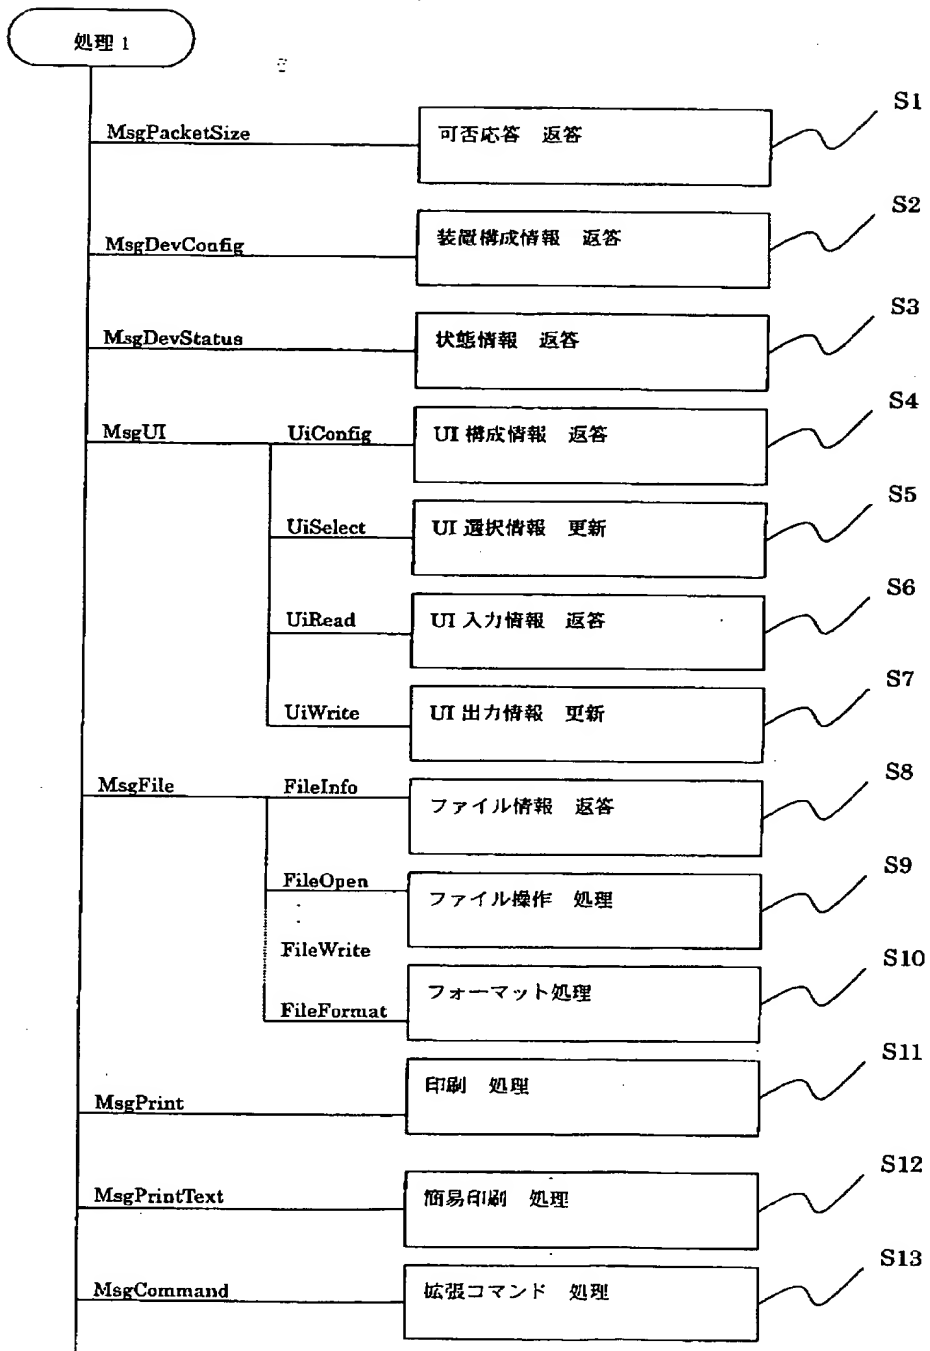 処理 1
S1
MsgPacketSize 可否応答 返答
S2
MsgDevConfig 装置構成情報 返答
S3
MsgDevStatus 状態情報 返答
S4
MsgUI UiConfig UI 構成情報 返答
S5
UiSelect UI 選択情報 更新
S6
UiRead UI 入力情報 返答
S7
UiWrite UI 出力情報 更新
S8
MsgFile FileInfo ファイル情報 返答
S9
FileOpen ファイル操作 処理
FileWrite
S10
FileFormat フォーマット処理
S11
MsgPrint 印刷 処理
S12
MsgPrintText 簡易印刷 処理
S13
MsgCommand 拡張コマンド 処理